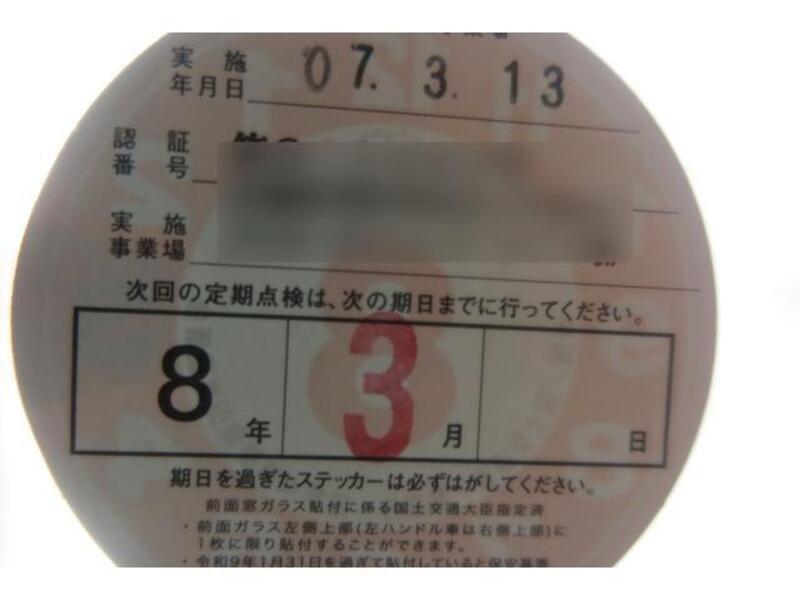 実施
年月日 07. 3. 13
認証
番号
実施
事業場
次回の定期点検は、次の期日までに行ってください。
8年 3月 日
期日を過ぎたステッカーは必ずはがしてください。
前面窓ガラス貼付に係る国土交通大臣指定済
・前面ガラス左側上部(左ハンドル車は右側上部)に
1枚に限り貼付することができます。
・令和9年1月31日を過ぎて貼付していると保安基準